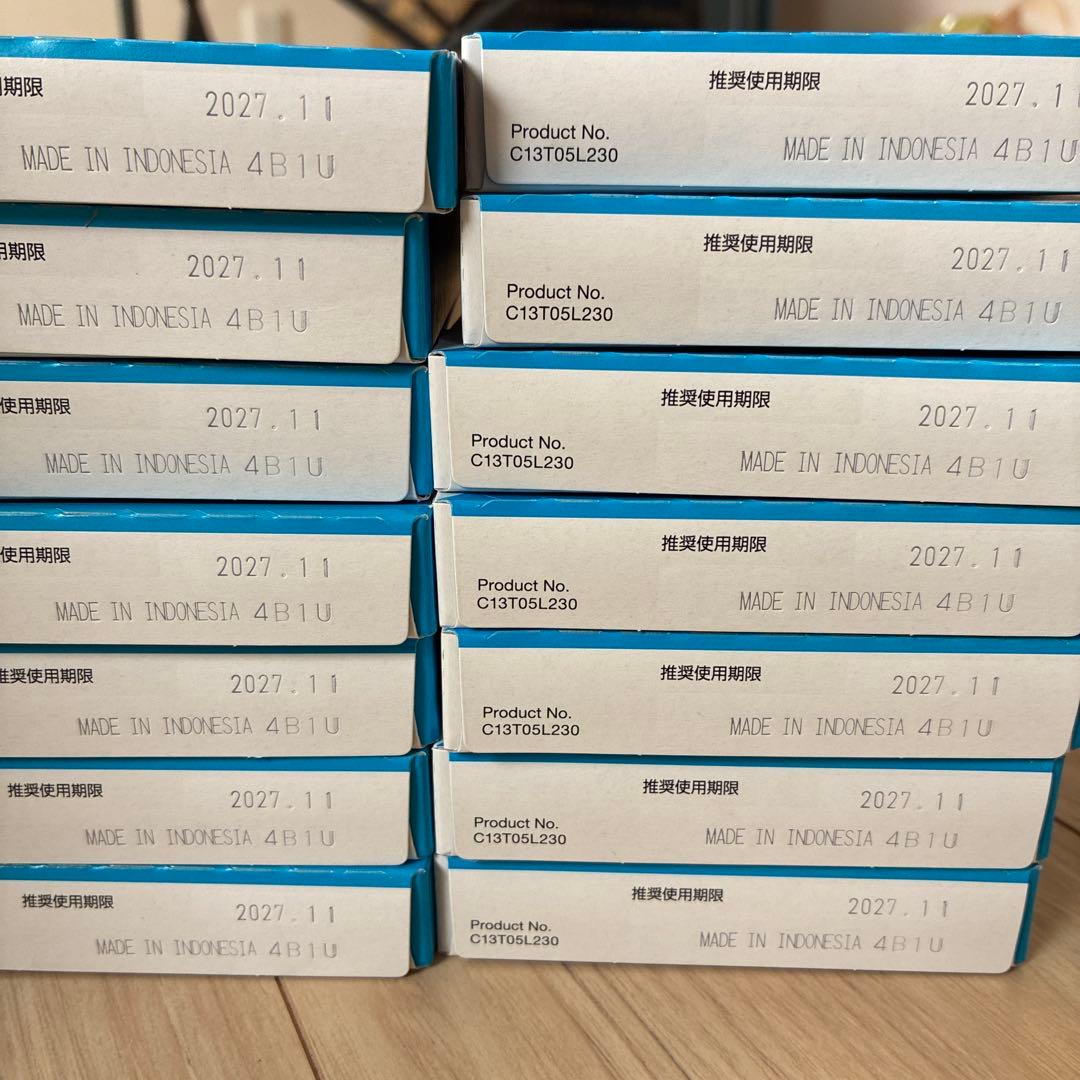 用期限
2027.11
MADE IN INDONESIA 4B1U
用期限
2027.11
MADE IN INDONESIA 4B1U
使用期限
2027.11
MADE IN INDONESIA 4B1U
使用期限
2027.11
MADE IN INDONESIA 4B1U
推奨使用期限
2027.11
MADE IN INDONESIA 4B1U
推奨使用期限
2027.11
MADE IN INDONESIA 4B1U
推奨使用期限
2027.11
MADE IN INDONESIA 4B1U
推奨使用期限 2027.11
Product No.
C13T05L230 MADE IN INDONESIA 4B1U
推奨使用期限 2027.11
Product No.
C13T05L230 MADE IN INDONESIA 4B1U
推奨使用期限 2027.11
Product No.
C13T05L230 MADE IN INDONESIA 4B1U
推奨使用期限 2027.11
Product No.
C13T05L230 MADE IN INDONESIA 4B1U
推奨使用期限 2027.11
Product No.
C13T05L230 MADE IN INDONESIA 4B1U
推奨使用期限 2027.11
Product No.
C13T05L230 MADE IN INDONESIA 4B1U
推奨使用期限 2027.11
Product No.
C13T05L230 MADE IN INDONESIA 4B1U